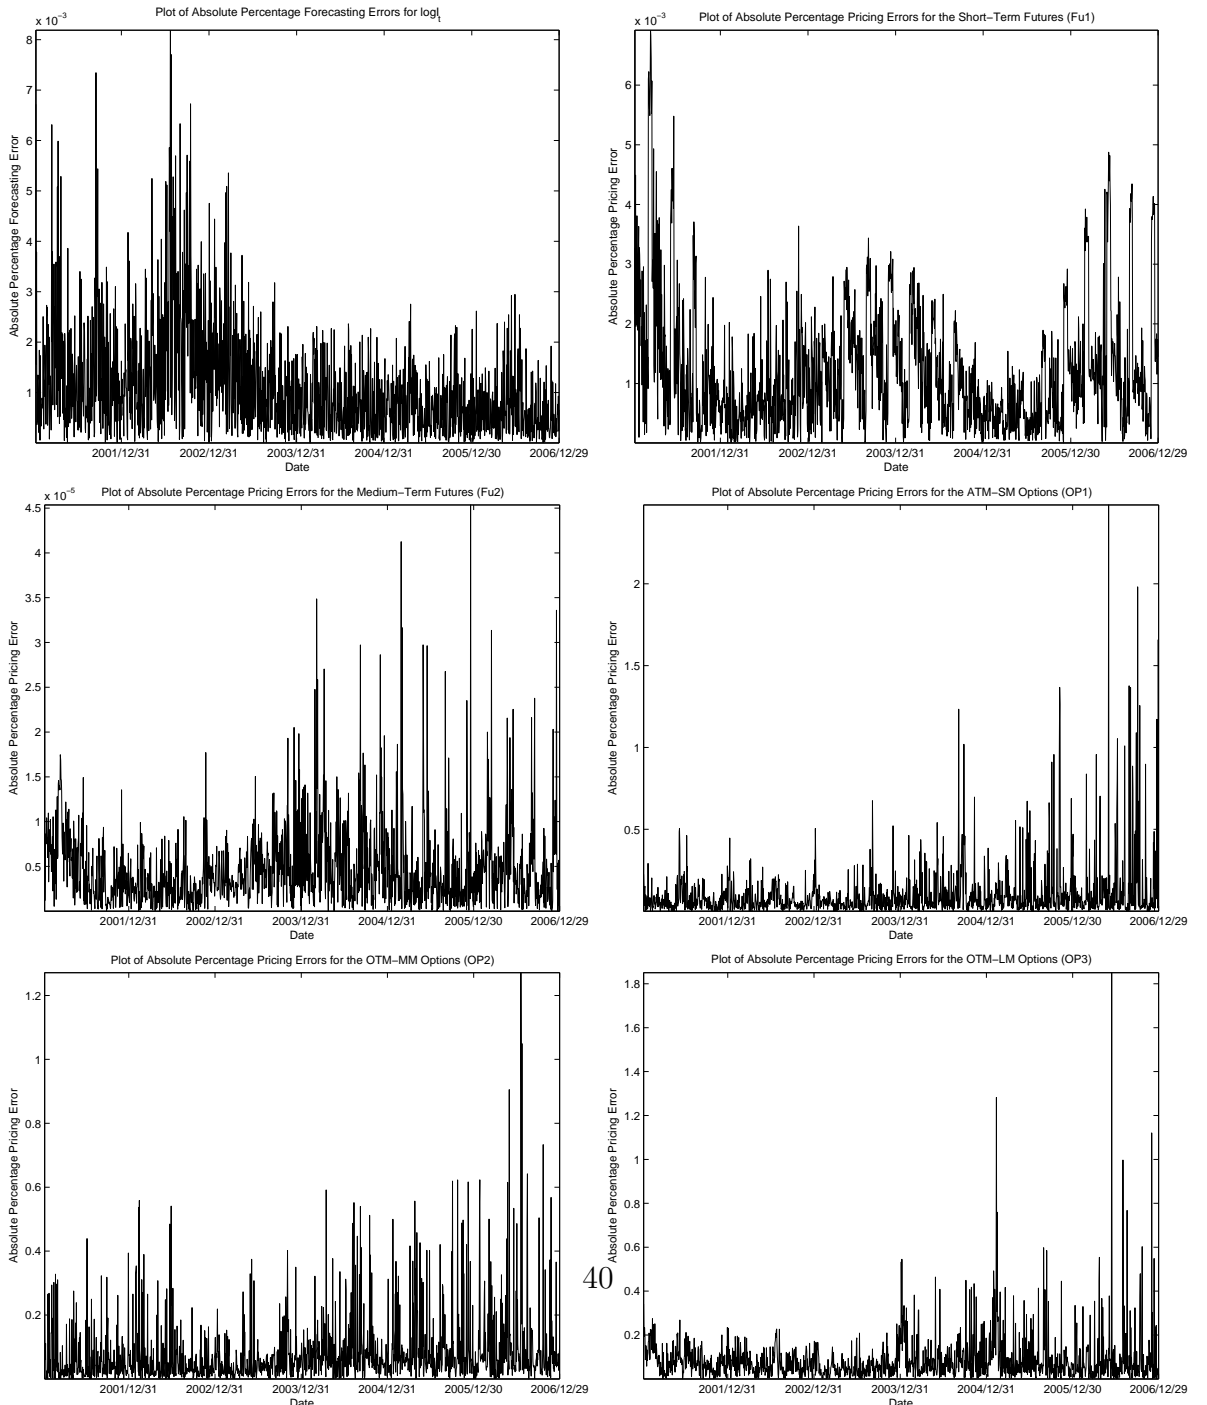 Plot of Absolute Percentage Forecasting Errors for logI_t
x 10^−3
Absolute Percentage Forecasting Error
8
7
6
5
4
3
2
1
2001/12/31 2002/12/31 2003/12/31 2004/12/31 2005/12/30 2006/12/29
Date
Plot of Absolute Percentage Pricing Errors for the Short−Term Futures (Fu1)
x 10^−3
Absolute Percentage Pricing Error
6
5
4
3
2
1
2001/12/31 2002/12/31 2003/12/31 2004/12/31 2005/12/30 2006/12/29
Date
Plot of Absolute Percentage Pricing Errors for the Medium−Term Futures (Fu2)
x 10^−5
Absolute Percentage Pricing Error
4.5
4
3.5
3
2.5
2
1.5
1
0.5
2001/12/31 2002/12/31 2003/12/31 2004/12/31 2005/12/30 2006/12/29
Date
Plot of Absolute Percentage Pricing Errors for the ATM−SM Options (OP1)
Absolute Percentage Pricing Error
2
1.5
1
0.5
2001/12/31 2002/12/31 2003/12/31 2004/12/31 2005/12/30 2006/12/29
Date
Plot of Absolute Percentage Pricing Errors for the OTM−MM Options (OP2)
Absolute Percentage Pricing Error
1.2
1
0.8
0.6
0.4
0.2
2001/12/31 2002/12/31 2003/12/31 2004/12/31 2005/12/30 2006/12/29
Date
Plot of Absolute Percentage Pricing Errors for the OTM−LM Options (OP3)
Absolute Percentage Pricing Error
1.8
1.6
1.4
1.2
1
0.8
0.6
0.4
0.2
2001/12/31 2002/12/31 2003/12/31 2004/12/31 2005/12/30 2006/12/29
Date
40